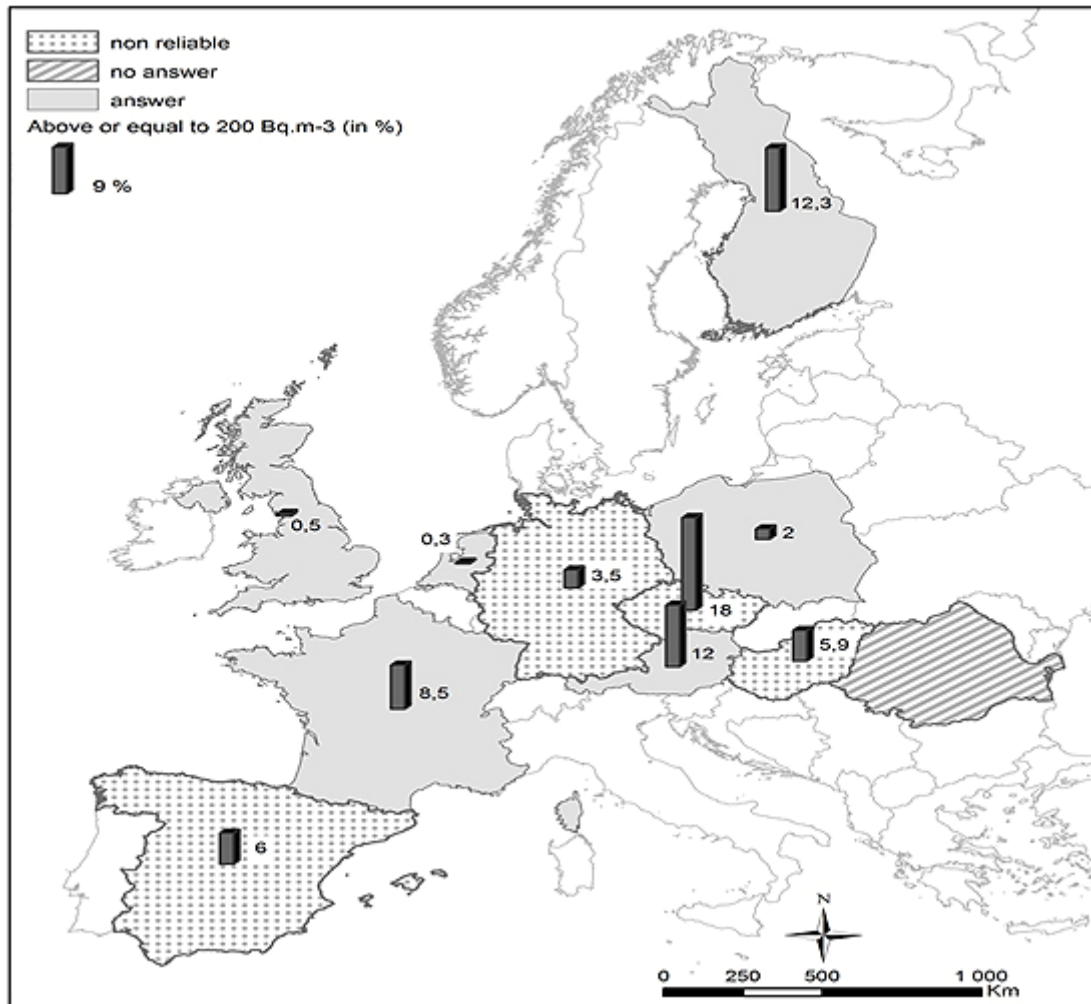 non reliable
no answer
answer
Above or equal to 200 Bq.m-3 (in %)
9 %
12,3
0,5
0,3
2
3,5
18
12
5,9
8,5
6
N
0 250 500 1 000
Km